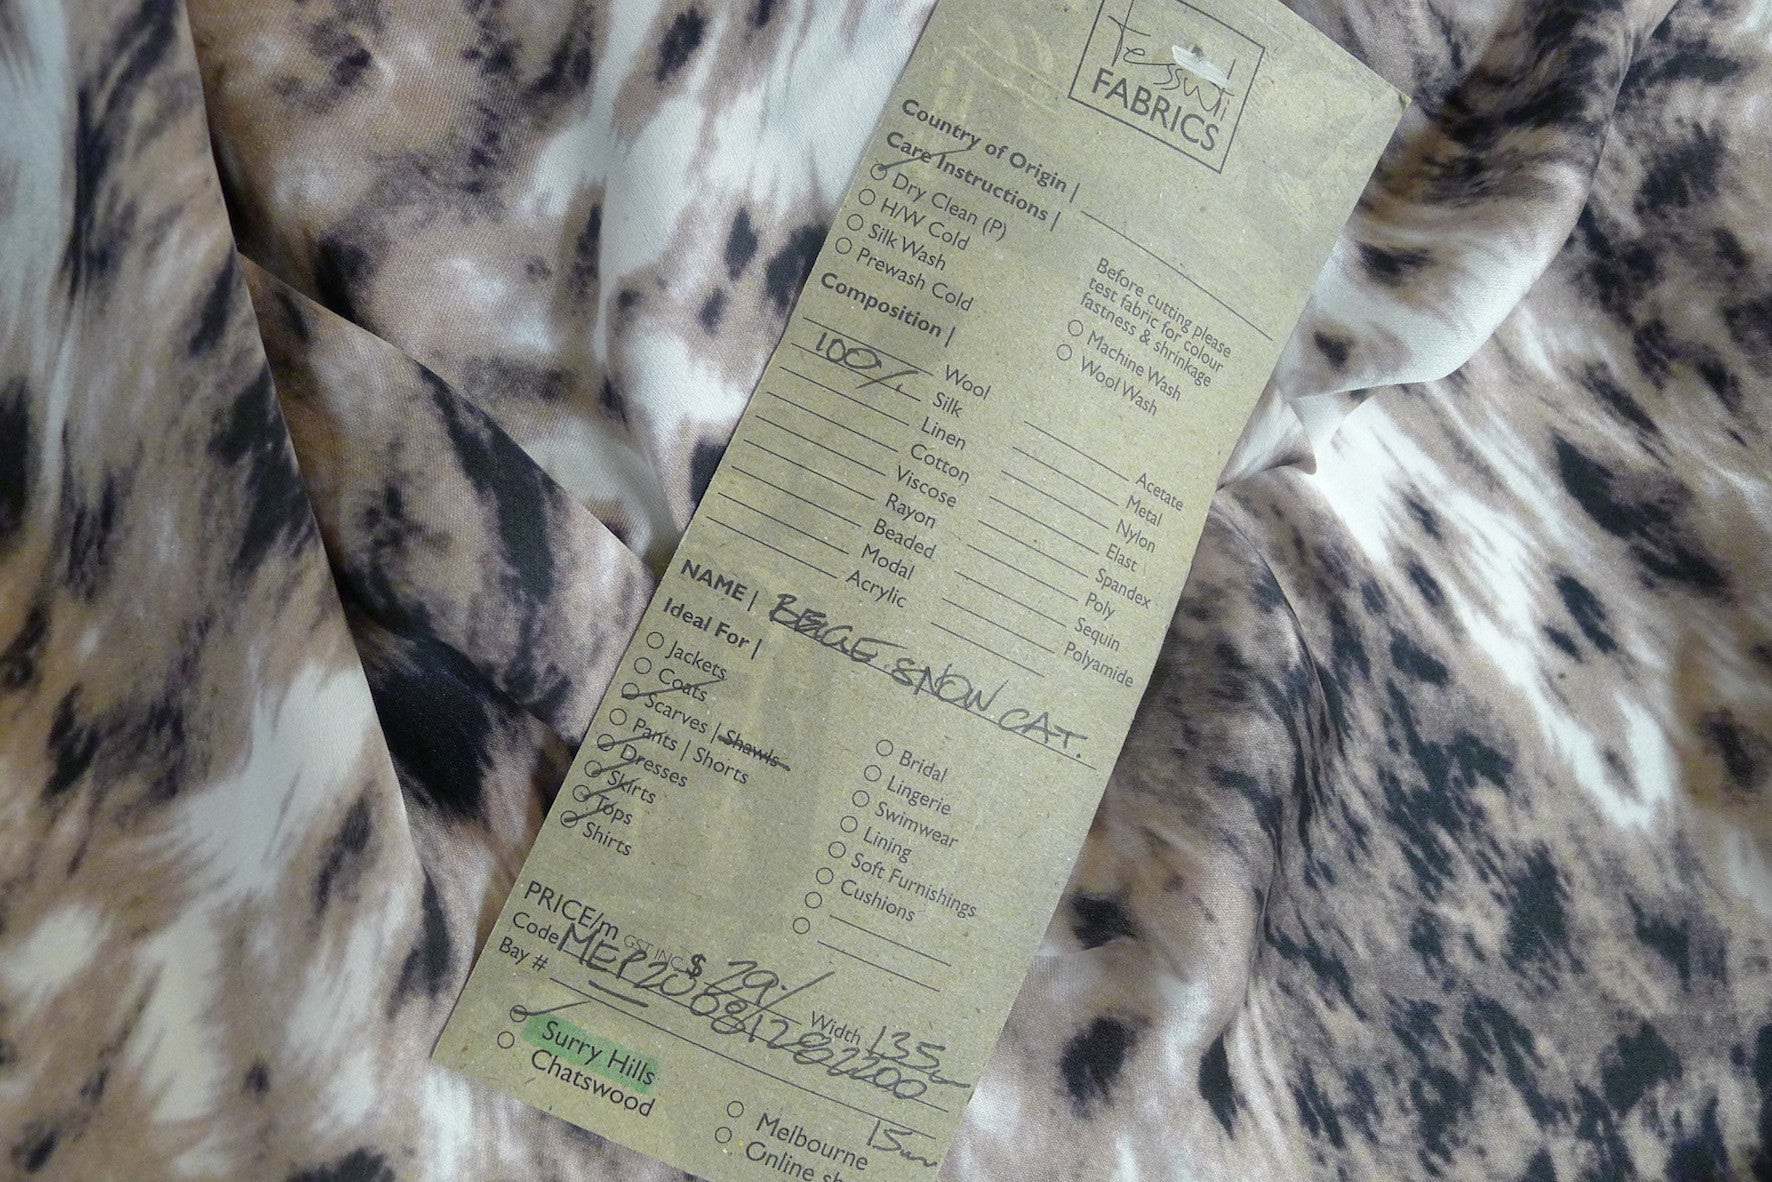 Tessuti
FABRICS
Country of Origin |
Care Instructions |
Dry Clean (P)
H/W Cold
Silk Wash
Prewash Cold
Before cutting please
test fabric for colour
fastness & shrinkage
Machine Wash
Wool Wash
Composition |
Wool
100% Silk
Linen
Cotton
Viscose
Rayon
Beaded
Modal
Acrylic
Acetate
Metal
Nylon
Elast
Spandex
Poly
Sequin
Polyamide
NAME | BEIGE SNOW CAT.
Ideal For |
Jackets
Coats
Scarves | Shawls
Pants | Shorts
Dresses
Skirts
Tops
Shirts
Bridal
Lingerie
Swimwear
Lining
Soft Furnishings
Cushions
PRICE/m GST INC $ 79./ Width 135
Code
Bay # 15
Surry Hills
Chatswood
Melbourne
Online